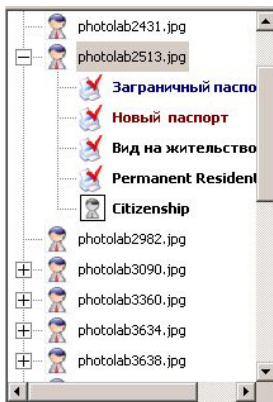 photolab2431.jpg
photolab2513.jpg
Заграничный паспо
Новый паспорт
Вид на жительство
Permanent Resident
Citizenship
photolab2982.jpg
photolab3090.jpg
photolab3360.jpg
photolab3634.jpg
photolab3638.jpg